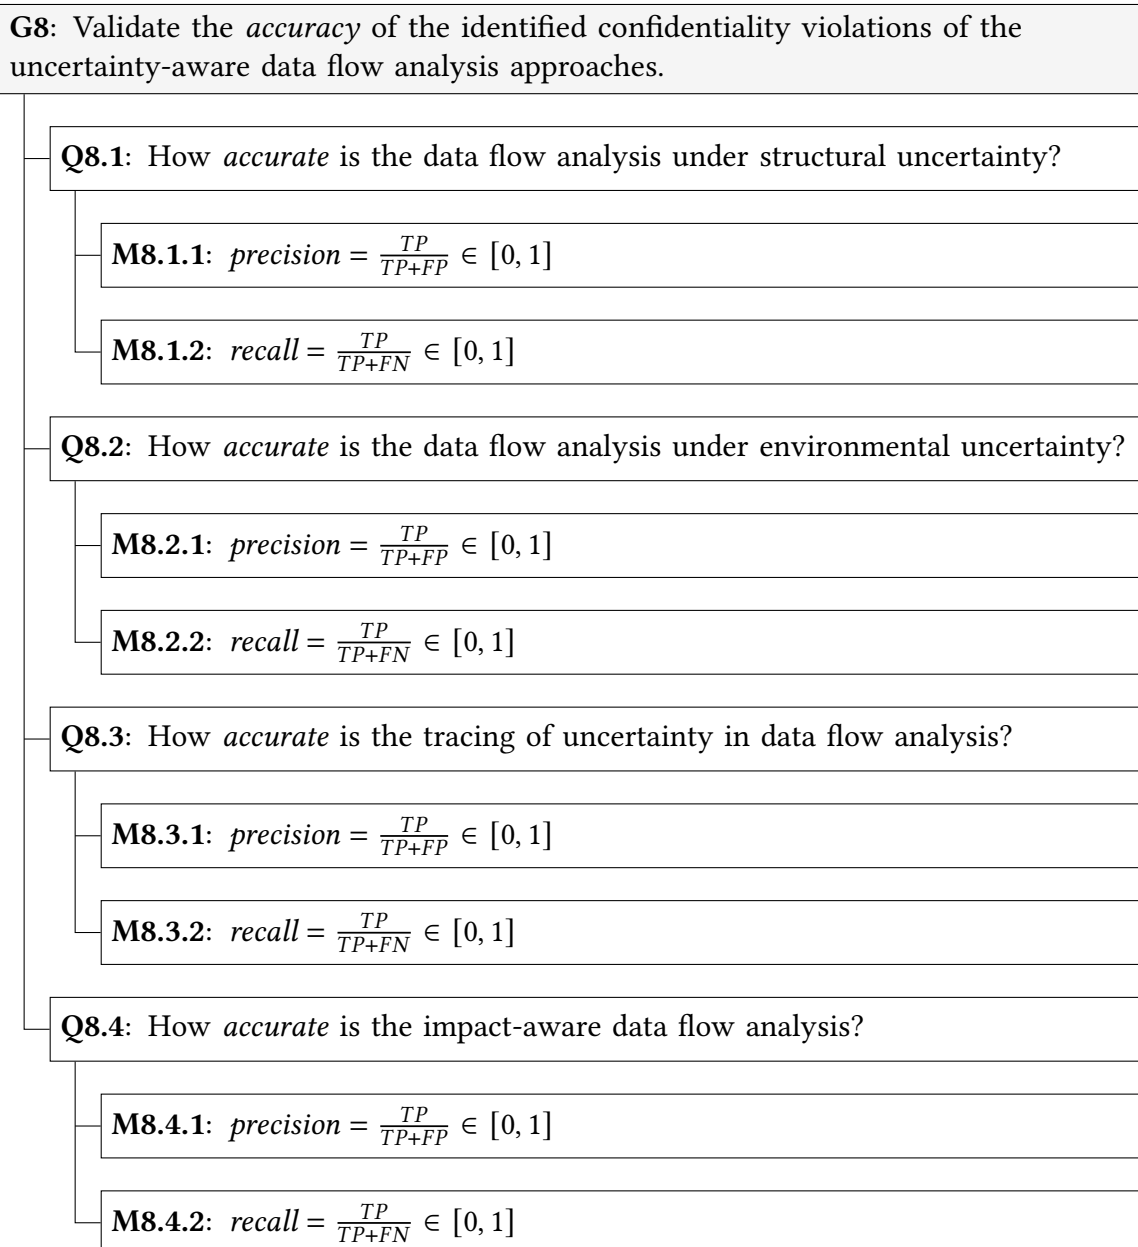 G8: Validate the accuracy of the identified confidentiality violations of the
uncertainty-aware data flow analysis approaches.
Q8.1: How accurate is the data flow analysis under structural uncertainty?
M8.1.1: precision = TP/TP+FP ∈ [0, 1]
M8.1.2: recall = TP/TP+FN ∈ [0, 1]
Q8.2: How accurate is the data flow analysis under environmental uncertainty?
M8.2.1: precision = TP/TP+FP ∈ [0, 1]
M8.2.2: recall = TP/TP+FN ∈ [0, 1]
Q8.3: How accurate is the tracing of uncertainty in data flow analysis?
M8.3.1: precision = TP/TP+FP ∈ [0, 1]
M8.3.2: recall = TP/TP+FN ∈ [0, 1]
Q8.4: How accurate is the impact-aware data flow analysis?
M8.4.1: precision = TP/TP+FP ∈ [0, 1]
M8.4.2: recall = TP/TP+FN ∈ [0, 1]